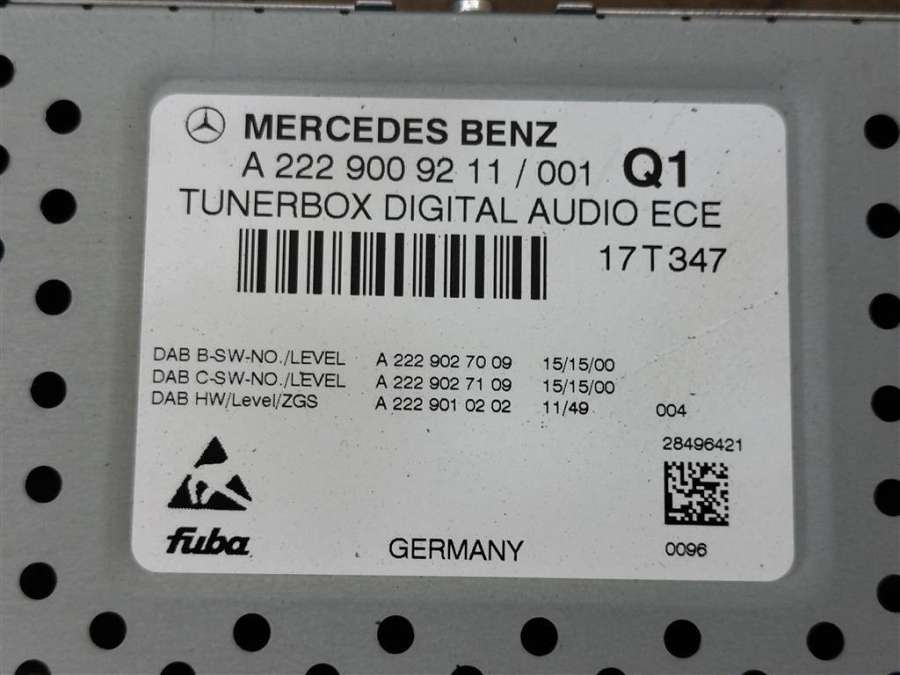 MERCEDES BENZ
A 222 900 92 11 / 001 Q1
TUNERBOX DIGITAL AUDIO ECE
17T347
DAB B-SW-NO./LEVEL A 222 902 70 09 15/15/00
DAB C-SW-NO./LEVEL A 222 902 71 09 15/15/00
DAB HW/Level/ZGS A 222 901 02 02 11/49 004
28496421
fuba GERMANY 0096